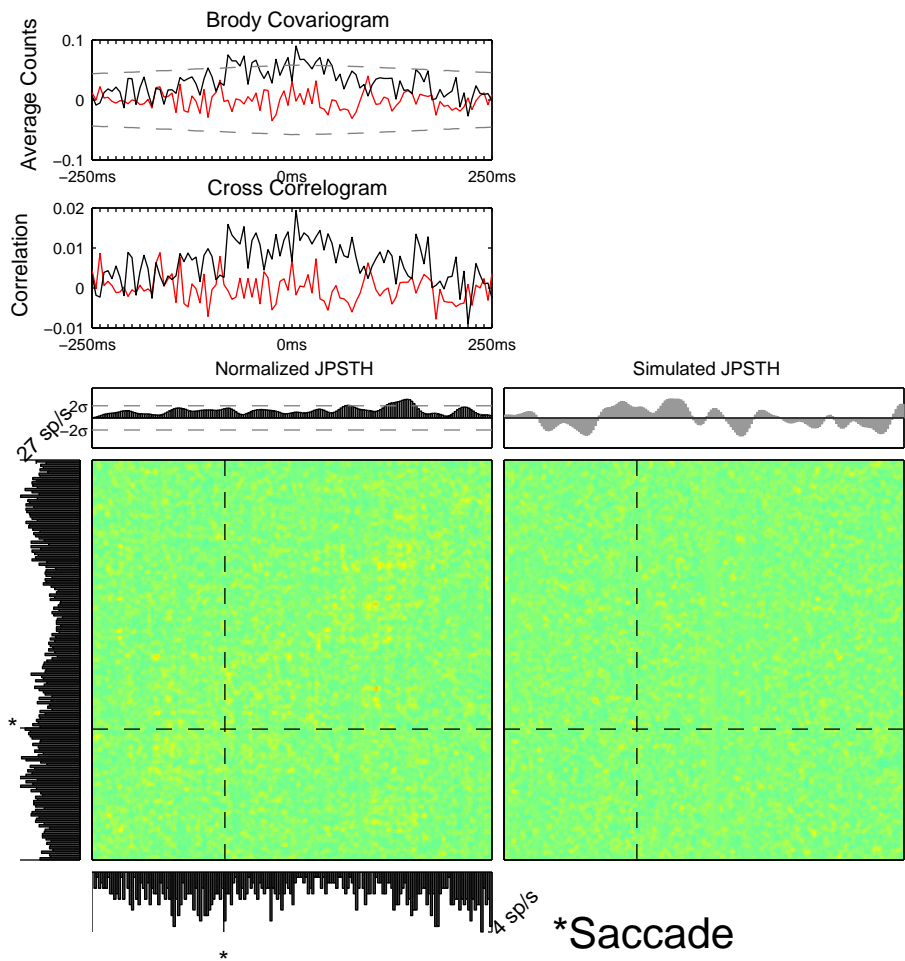 Brody Covariogram
Average Counts
0.1
0
−0.1
−250ms
0ms
250ms
Cross Correlogram
Correlation
0.02
0.01
0
−0.01
−250ms
0ms
250ms
Normalized JPSTH
Simulated JPSTH
2σ
−2σ
27 sp/s
*
4 sp/s
*
*Saccade